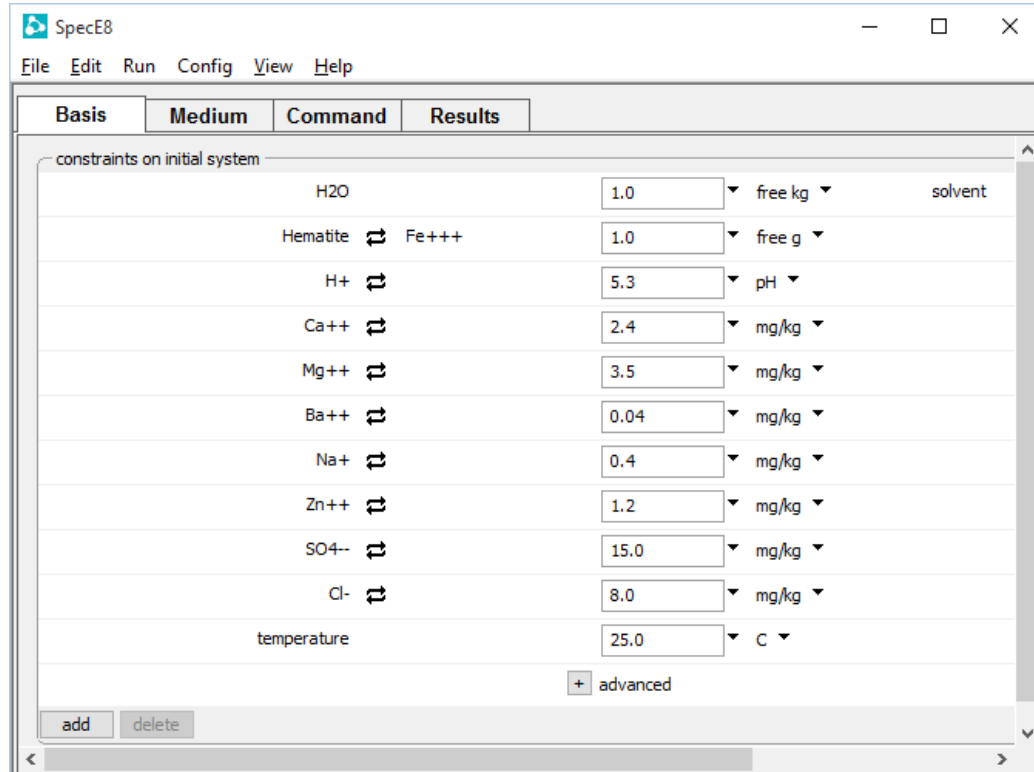 SpecE8
File Edit Run Config View Help
Basis Medium Command Results
constraints on initial system
H2O 1.0 free kg solvent
Hematite Fe+++ 1.0 free g
H+ 5.3 pH
Ca++ 2.4 mg/kg
Mg++ 3.5 mg/kg
Ba++ 0.04 mg/kg
Na+ 0.4 mg/kg
Zn++ 1.2 mg/kg
SO4-- 15.0 mg/kg
Cl- 8.0 mg/kg
temperature 25.0 C
+ advanced
add delete